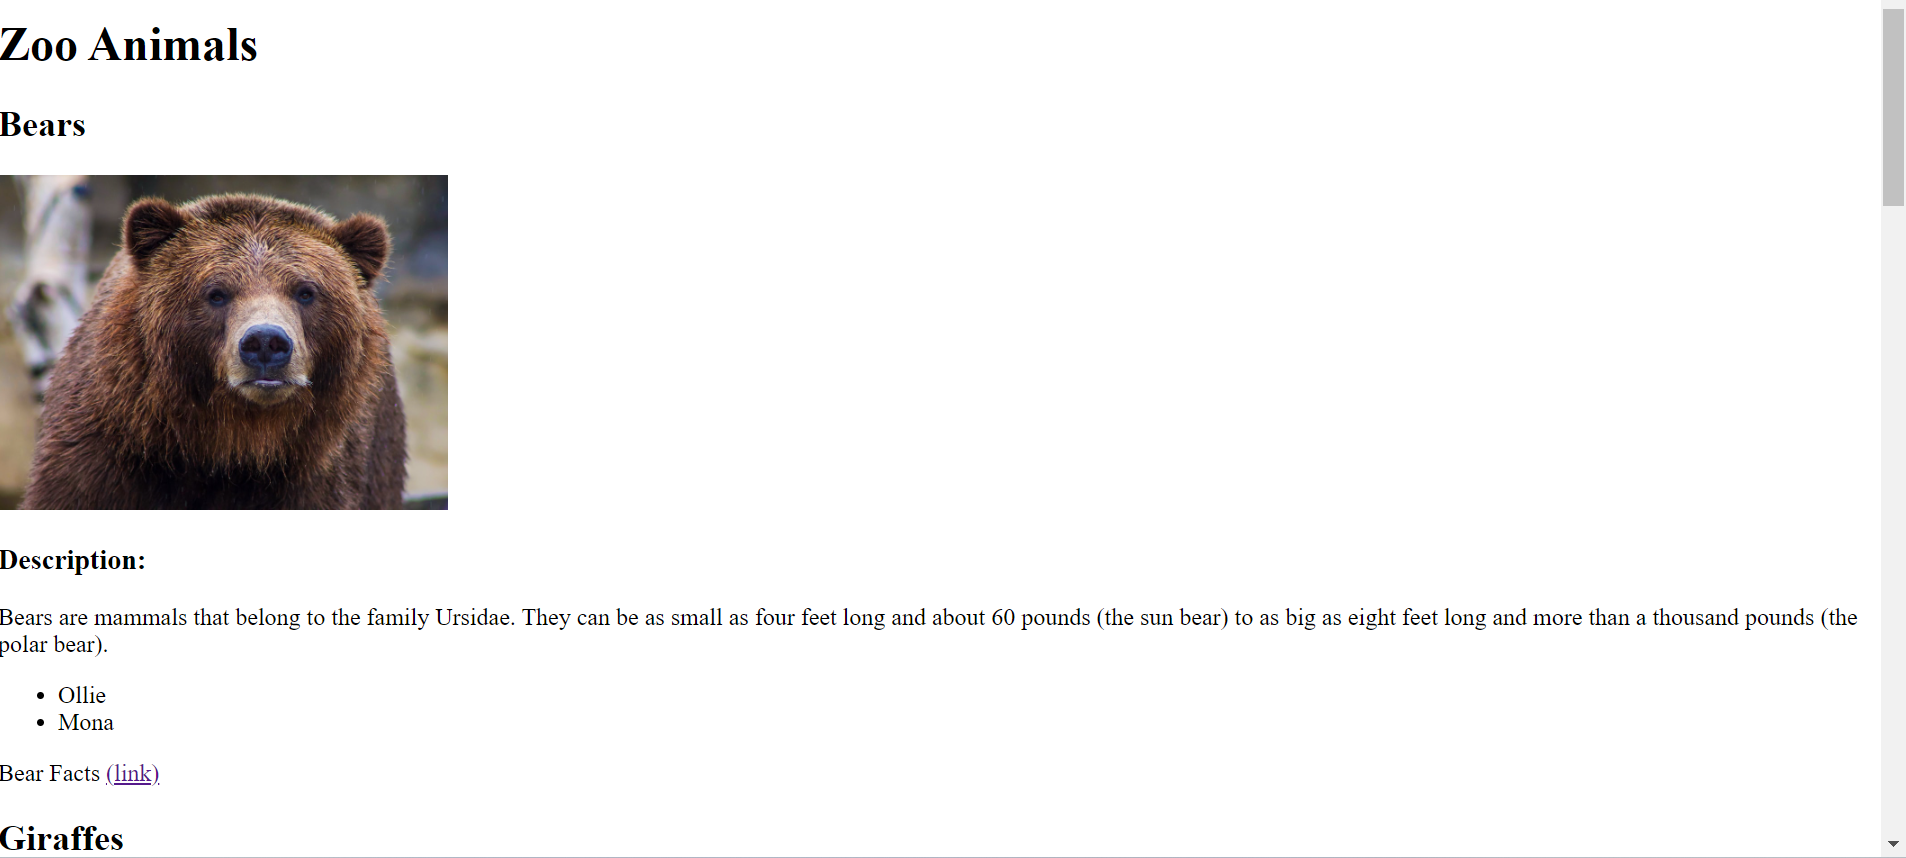 Zoo Animals
Bears
Description:
Bears are mammals that belong to the family Ursidae. They can be as small as four feet long and about 60 pounds (the sun bear) to as big as eight feet long and more than a thousand pounds (the
polar bear).
Ollie
Mona
Bear Facts (link)
Giraffes